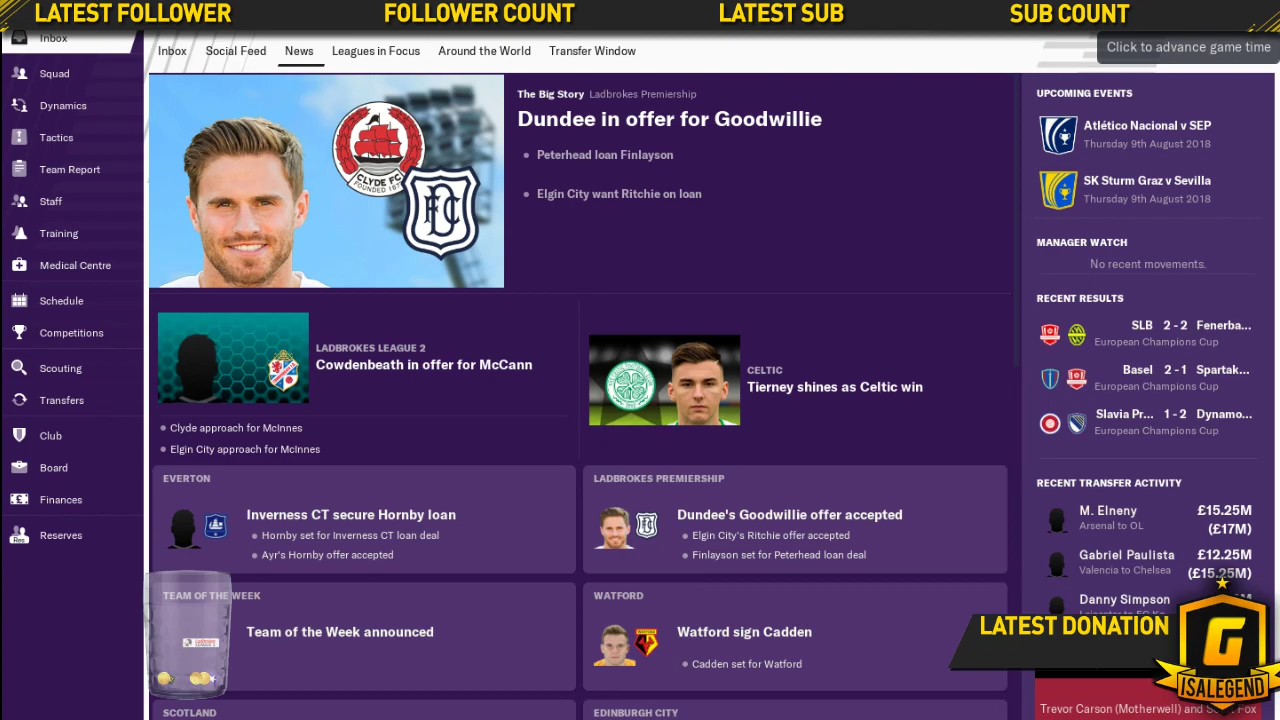 LATEST FOLLOWER
FOLLOWER COUNT
LATEST SUB
SUB COUNT
Inbox
Squad
Dynamics
Tactics
Team Report
Staff
Training
Medical Centre
Schedule
Competitions
Scouting
Transfers
Club
Board
Finances
Reserves
Res
Inbox
Social Feed
News
Leagues in Focus
Around the World
Transfer Window
Click to advance game time
The Big Story Ladbrokes Premiership
Dundee in offer for Goodwillie
Peterhead loan Finlayson
Elgin City want Ritchie on loan
CLYDE FC
LADBROKES LEAGUE 2
Cowdenbeath in offer for McCann
Clyde approach for McInnes
Elgin City approach for McInnes
CELTIC
Tierney shines as Celtic win
EVERTON
Inverness CT secure Hornby loan
Hornby set for Inverness CT loan deal
Ayr's Hornby offer accepted
LADBROKES PREMIERSHIP
Dundee's Goodwillie offer accepted
Elgin City's Ritchie offer accepted
Finlayson set for Peterhead loan deal
TEAM OF THE WEEK
Team of the Week announced
WATFORD
Watford sign Cadden
Cadden set for Watford
SCOTLAND
EDINBURGH CITY
UPCOMING EVENTS
Atlético Nacional v SEP
Thursday 9th August 2018
SK Sturm Graz v Sevilla
Thursday 9th August 2018
MANAGER WATCH
No recent movements.
RECENT RESULTS
SLB 2 - 2 Fenerba...
European Champions Cup
Basel 2 - 1 Spartak...
European Champions Cup
Slavia Pr... 1 - 2 Dynamo...
European Champions Cup
RECENT TRANSFER ACTIVITY
M. Elneny £15.25M
Arsenal to OL (£17M)
Gabriel Paulista £12.25M
Valencia to Chelsea (£15.25M)
Danny Simpson
LATEST DONATION
G
ISALEGEND
Trevor Carson (Motherwell) and Fox